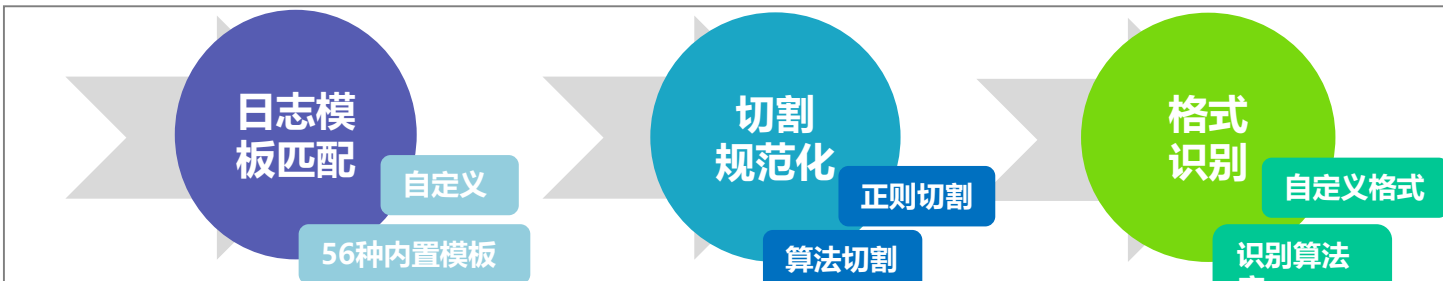 日志模
板匹配
自定义
56种内置模板
切割
规范化
正则切割
算法切割
格式
识别
自定义格式
识别算法